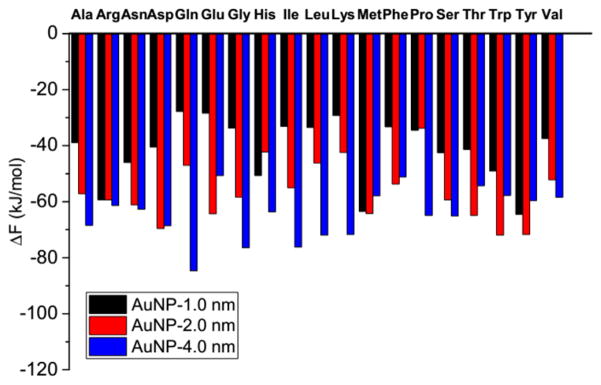 Ala Arg Asn Asp Gln Glu Gly His Ile Leu Lys Met Phe Pro Ser Thr Trp Tyr Val
0
-20
-40
-60
-80
-100
-120
ΔF (kJ/mol)
AuNP-1.0 nm
AuNP-2.0 nm
AuNP-4.0 nm